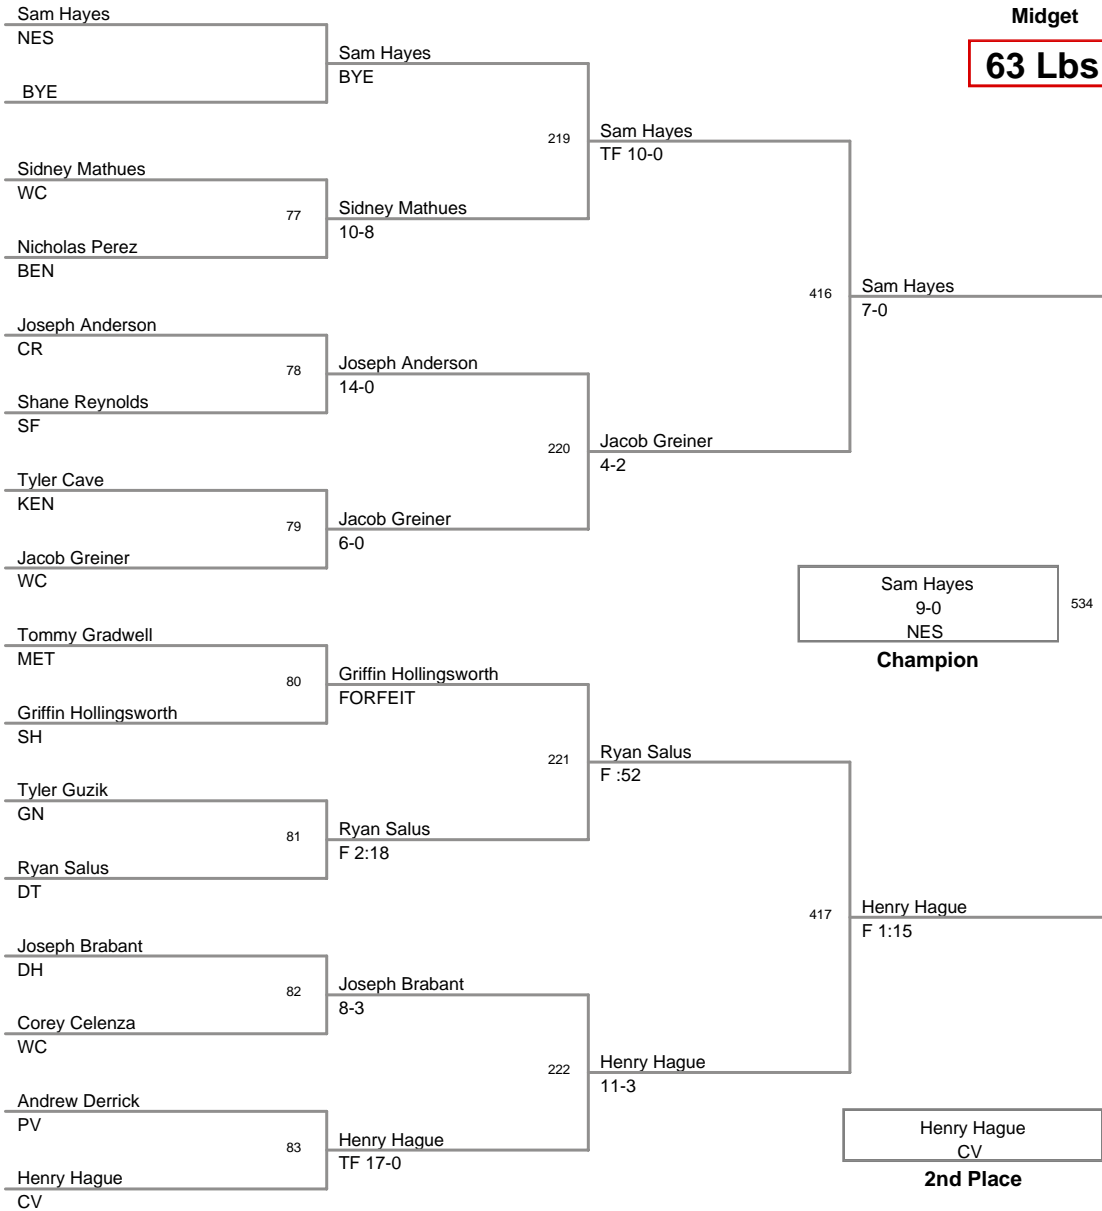 Sam Hayes
NES
BYE
Sidney Mathues
WC
77
Nicholas Perez
BEN
Joseph Anderson
CR
78
Shane Reynolds
SF
Tyler Cave
KEN
79
Jacob Greiner
WC
Tommy Gradwell
MET
80
Griffin Hollingsworth
SH
Tyler Guzik
GN
81
Ryan Salus
DT
Joseph Brabant
DH
82
Corey Celenza
WC
Andrew Derrick
PV
83
Henry Hague
CV
Sam Hayes
BYE
219
Sidney Mathues
10-8
Joseph Anderson
14-0
220
Jacob Greiner
6-0
Griffin Hollingsworth
FORFEIT
221
Ryan Salus
F 2:18
Joseph Brabant
8-3
222
Henry Hague
TF 17-0
Sam Hayes
TF 10-0
416
Jacob Greiner
4-2
Ryan Salus
F :52
417
Henry Hague
11-3
Midget
63 Lbs
Sam Hayes
7-0
Sam Hayes
9-0
NES
534
Champion
Henry Hague
F 1:15
Henry Hague
CV
2nd Place